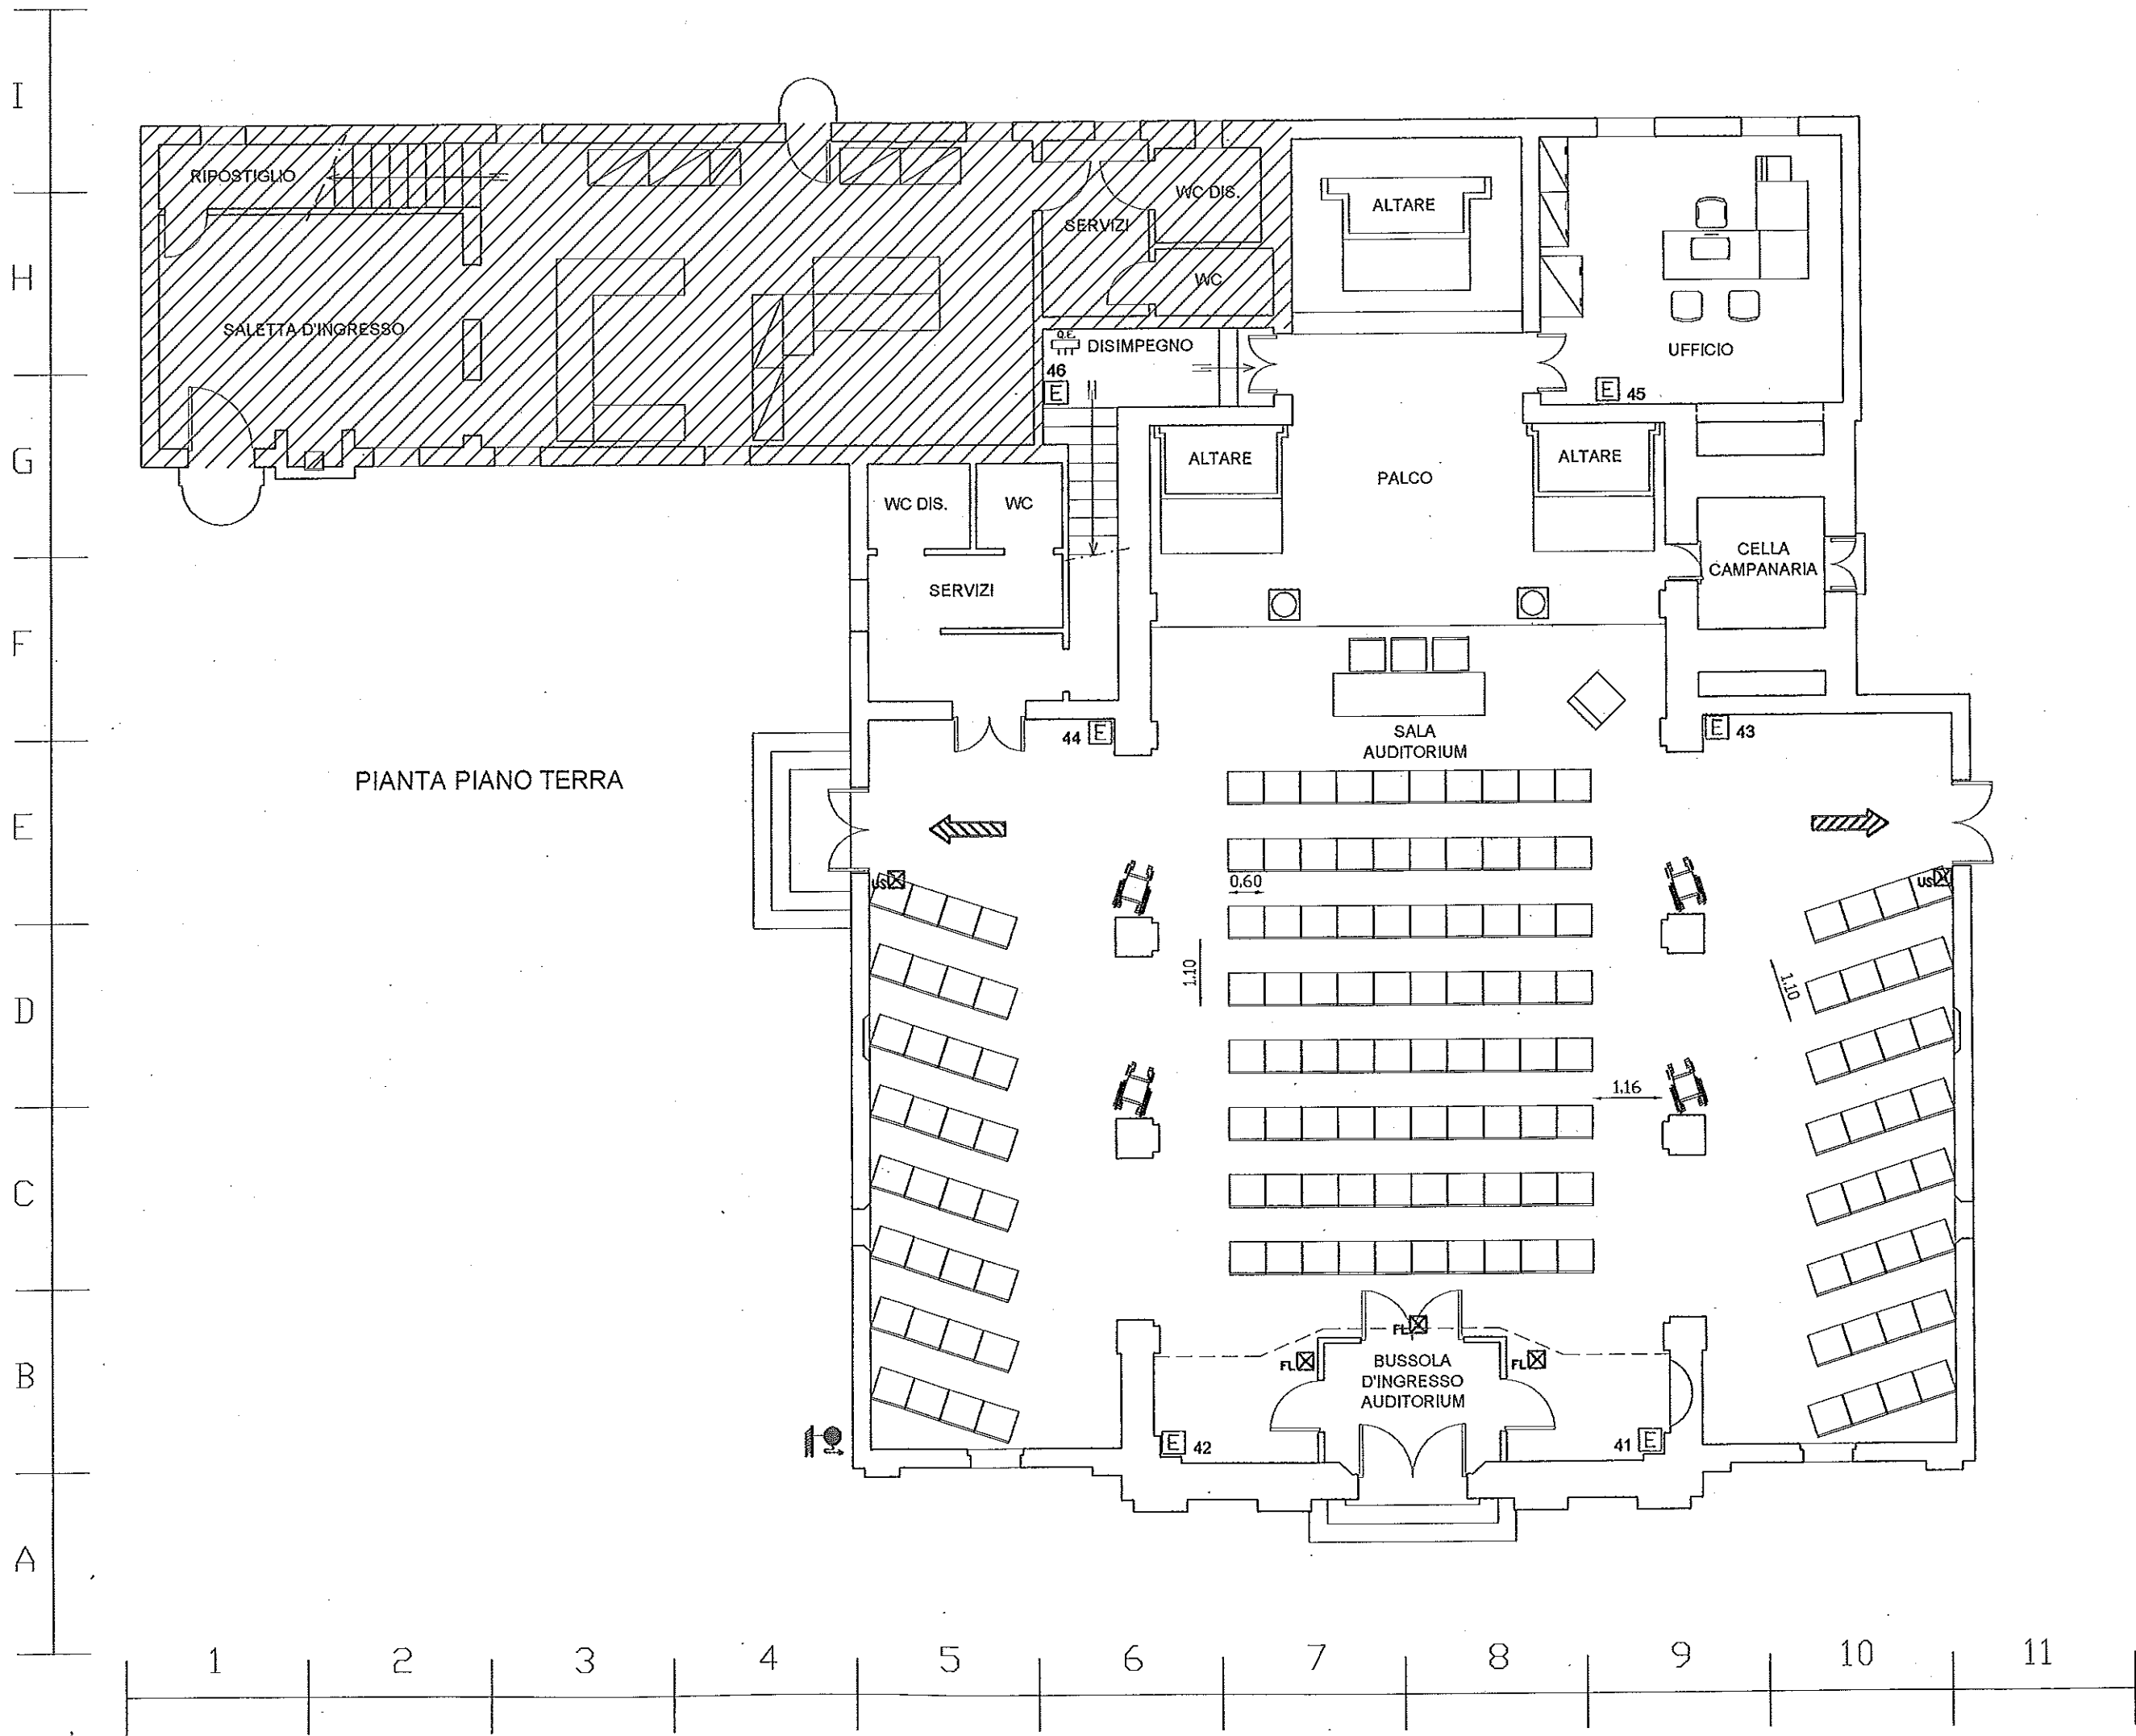 I
RIPOSTIGLIO
WC DIS.
ALTARE
SERVIZI
H
WC
SALETTA D'INGRESSO
Q.E.
DISIMPEGNO
UFFICIO
46
E
E 45
G
ALTARE
ALTARE
PALCO
WC DIS.
WC
CELLA
CAMPANARIA
SERVIZI
F
44 E
SALA
AUDITORIUM
E 43
PIANTA PIANO TERRA
E
US
0,60
US
1.10
1.10
D
1.16
C
FL
FL
FL
BUSSOLA
D'INGRESSO
AUDITORIUM
B
E 42
41 E
A
1 2 3 4 5 6 7 8 9 10 11